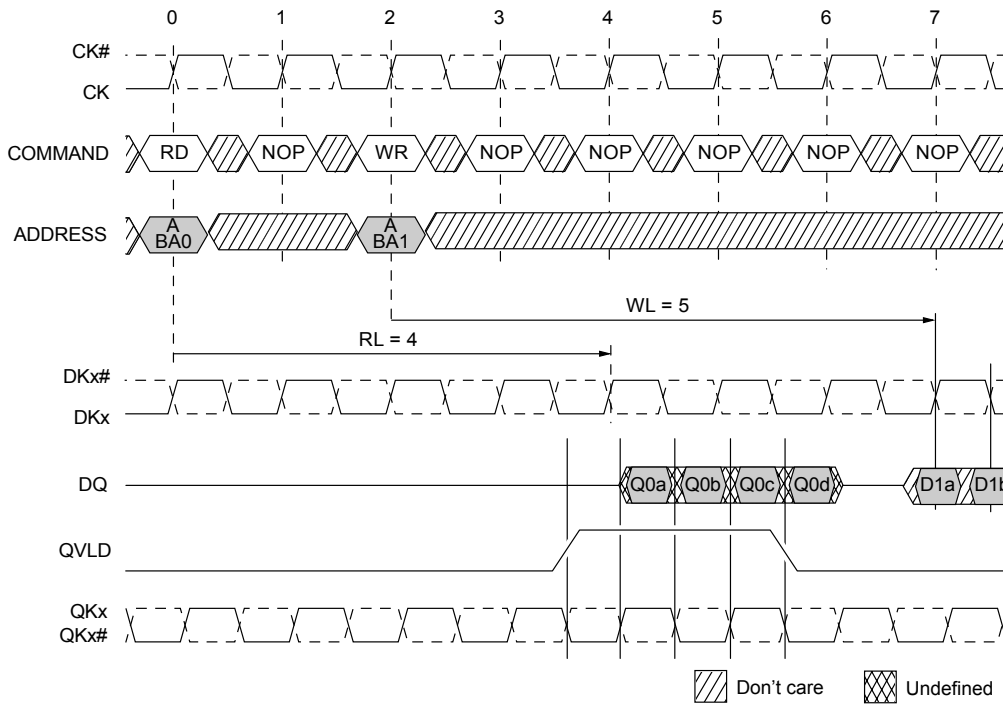 0 1 2 3 4 5 6 7
CK#
CK
COMMAND RD NOP WR NOP NOP NOP NOP NOP
ADDRESS A BA0 A BA1
WL = 5
RL = 4
DKx#
DKx
DQ Q0a Q0b Q0c Q0d D1a D1b
QVLD
QKx
QKx#
Don't care Undefined